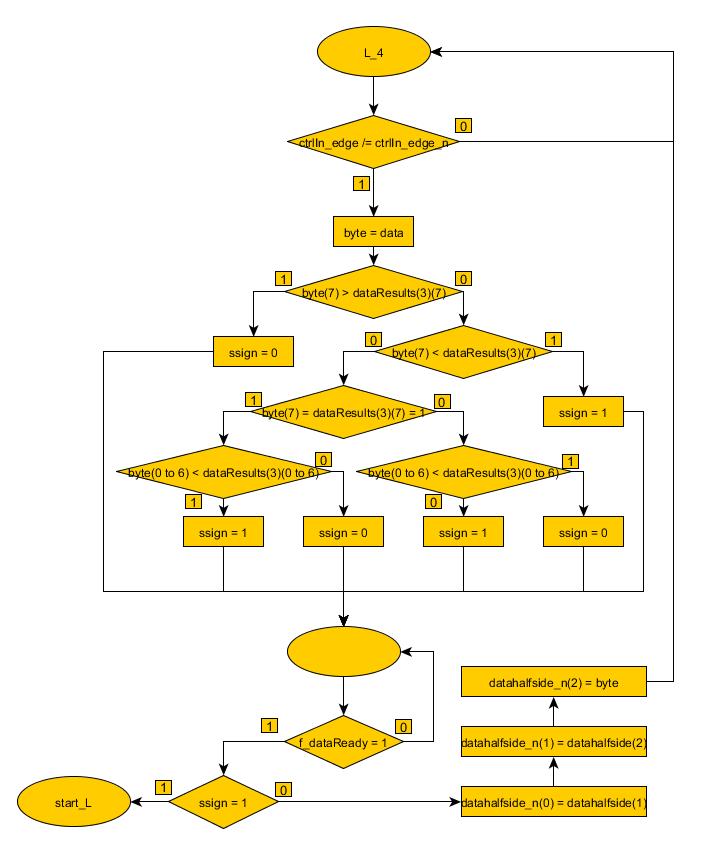 L_4
0
ctrlIn_edge /= ctrlIn_edge_n
1
byte = data
1
0
byte(7) > dataResults(3)(7)
ssign = 0
0
1
byte(7) < dataResults(3)(7)
1
0
byte(7) = dataResults(3)(7) = 1
ssign = 1
0
1
byte(0 to 6) < dataResults(3)(0 to 6)
byte(0 to 6) < dataResults(3)(0 to 6)
1
0
ssign = 1
ssign = 0
ssign = 1
ssign = 0
datahalfside_n(2) = byte
1
0
f_dataReady = 1
datahalfside_n(1) = datahalfside(2)
1
0
start_L
ssign = 1
datahalfside_n(0) = datahalfside(1)